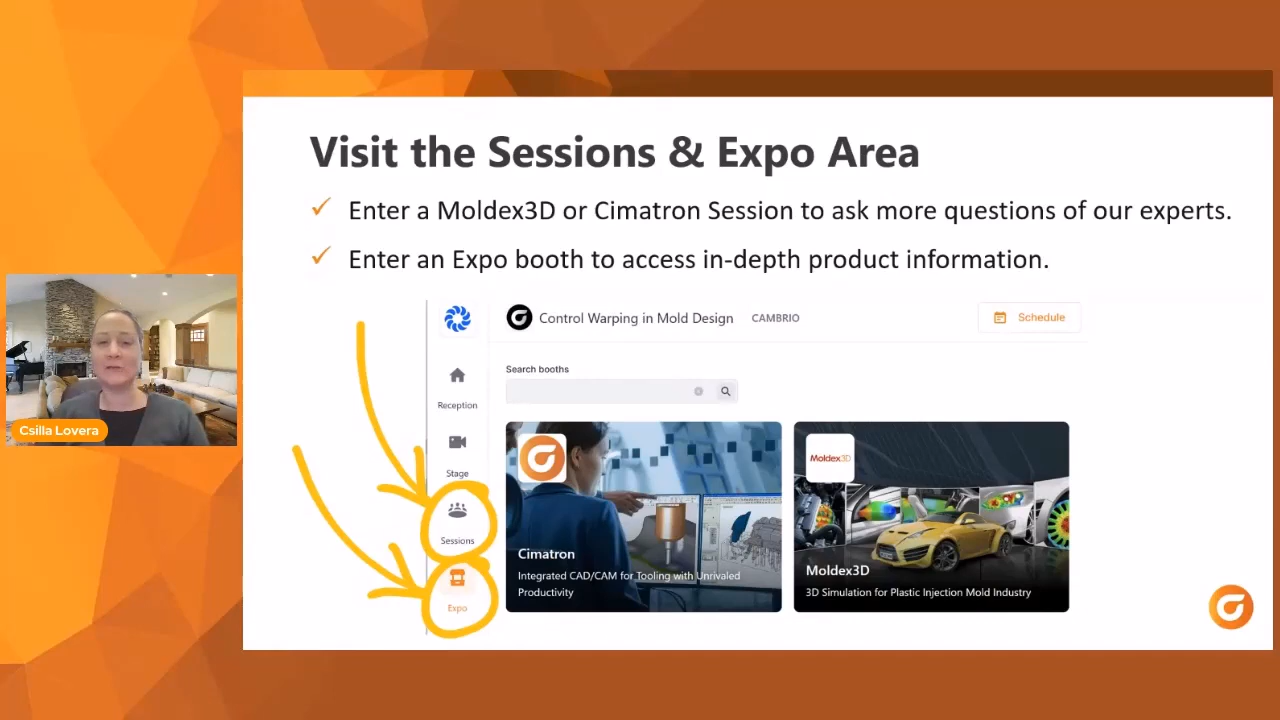 Visit the Sessions & Expo Area
✓ Enter a Moldex3D or Cimatron Session to ask more questions of our experts.
✓ Enter an Expo booth to access in-depth product information.
Control Warping in Mold Design CAMBRIO
Schedule
Reception
Stage
Sessions
Expo
Search booths
Cimatron
Integrated CAD/CAM for Tooling with Unrivaled
Productivity
Moldex3D
Moldex3D
3D Simulation for Plastic Injection Mold Industry
Csilla Lovera